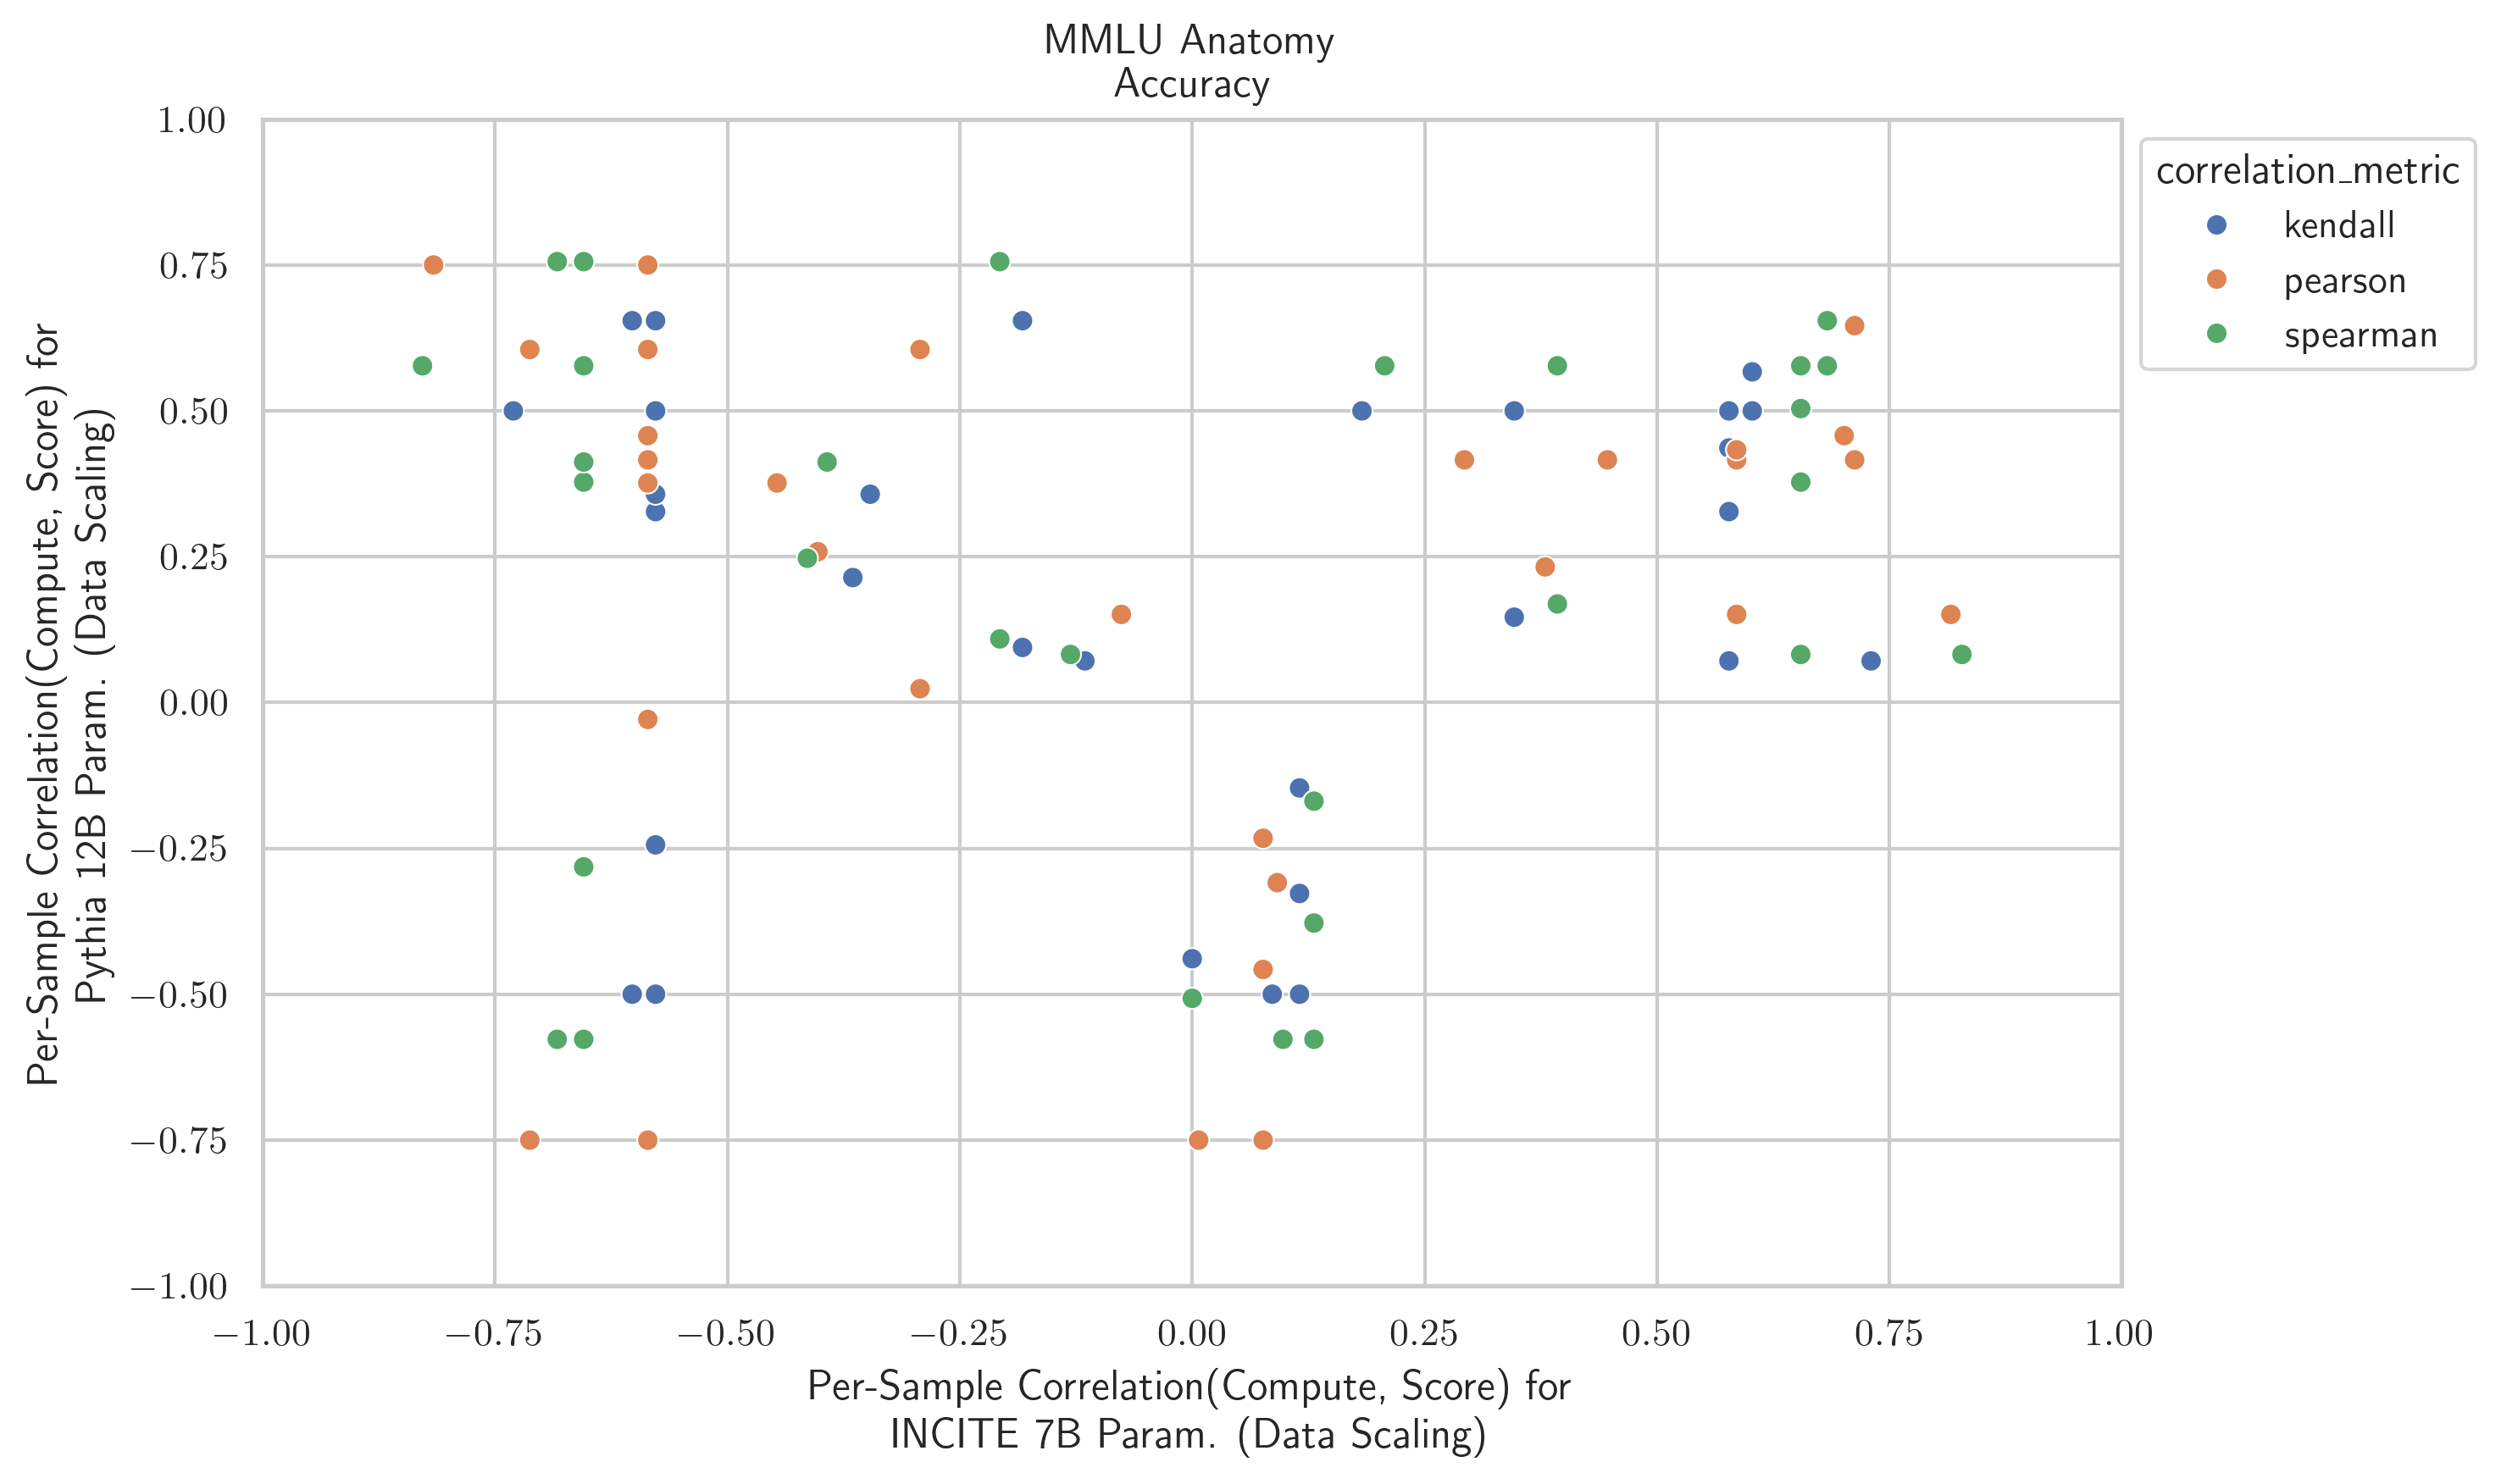 MMLU Anatomy
Accuracy
Per-Sample Correlation(Compute, Score) for
Pythia 12B Param. (Data Scaling)
1.00
0.75
0.50
0.25
0.00
−0.25
−0.50
−0.75
−1.00
−1.00
−0.75
−0.50
−0.25
0.00
0.25
0.50
0.75
1.00
Per-Sample Correlation(Compute, Score) for
INCITE 7B Param. (Data Scaling)
correlation_metric
kendall
pearson
spearman